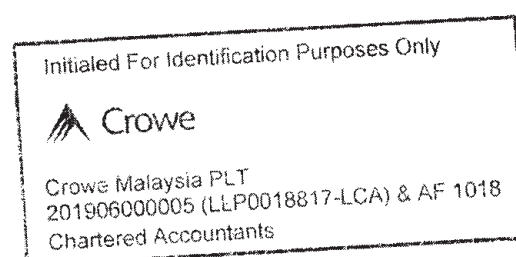 Initialed For Identification Purposes Only
Crowe
Crowe Malaysia PLT
201906000005 (LLP0018817-LCA) & AF 1018
Chartered Accountants